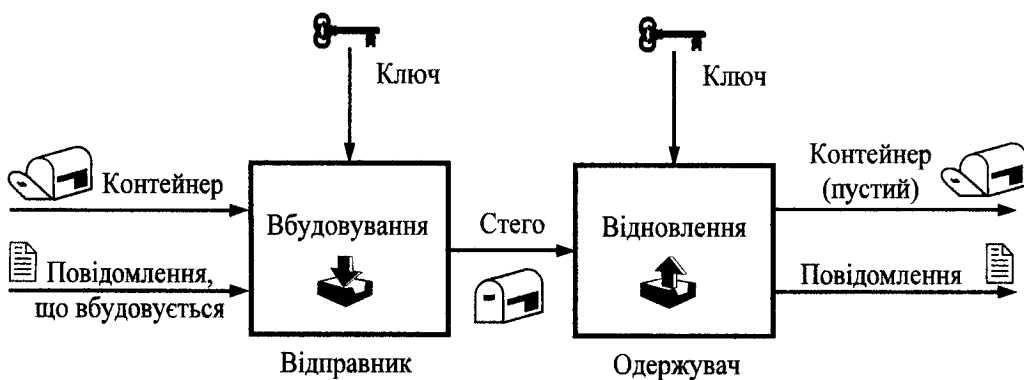 Ключ
Ключ
Контейнер
Контейнер
(пустий)
Вбудовування
Стего
Відновлення
Повідомлення,
що вбудовується
Повідомлення
Відправник
Одержувач